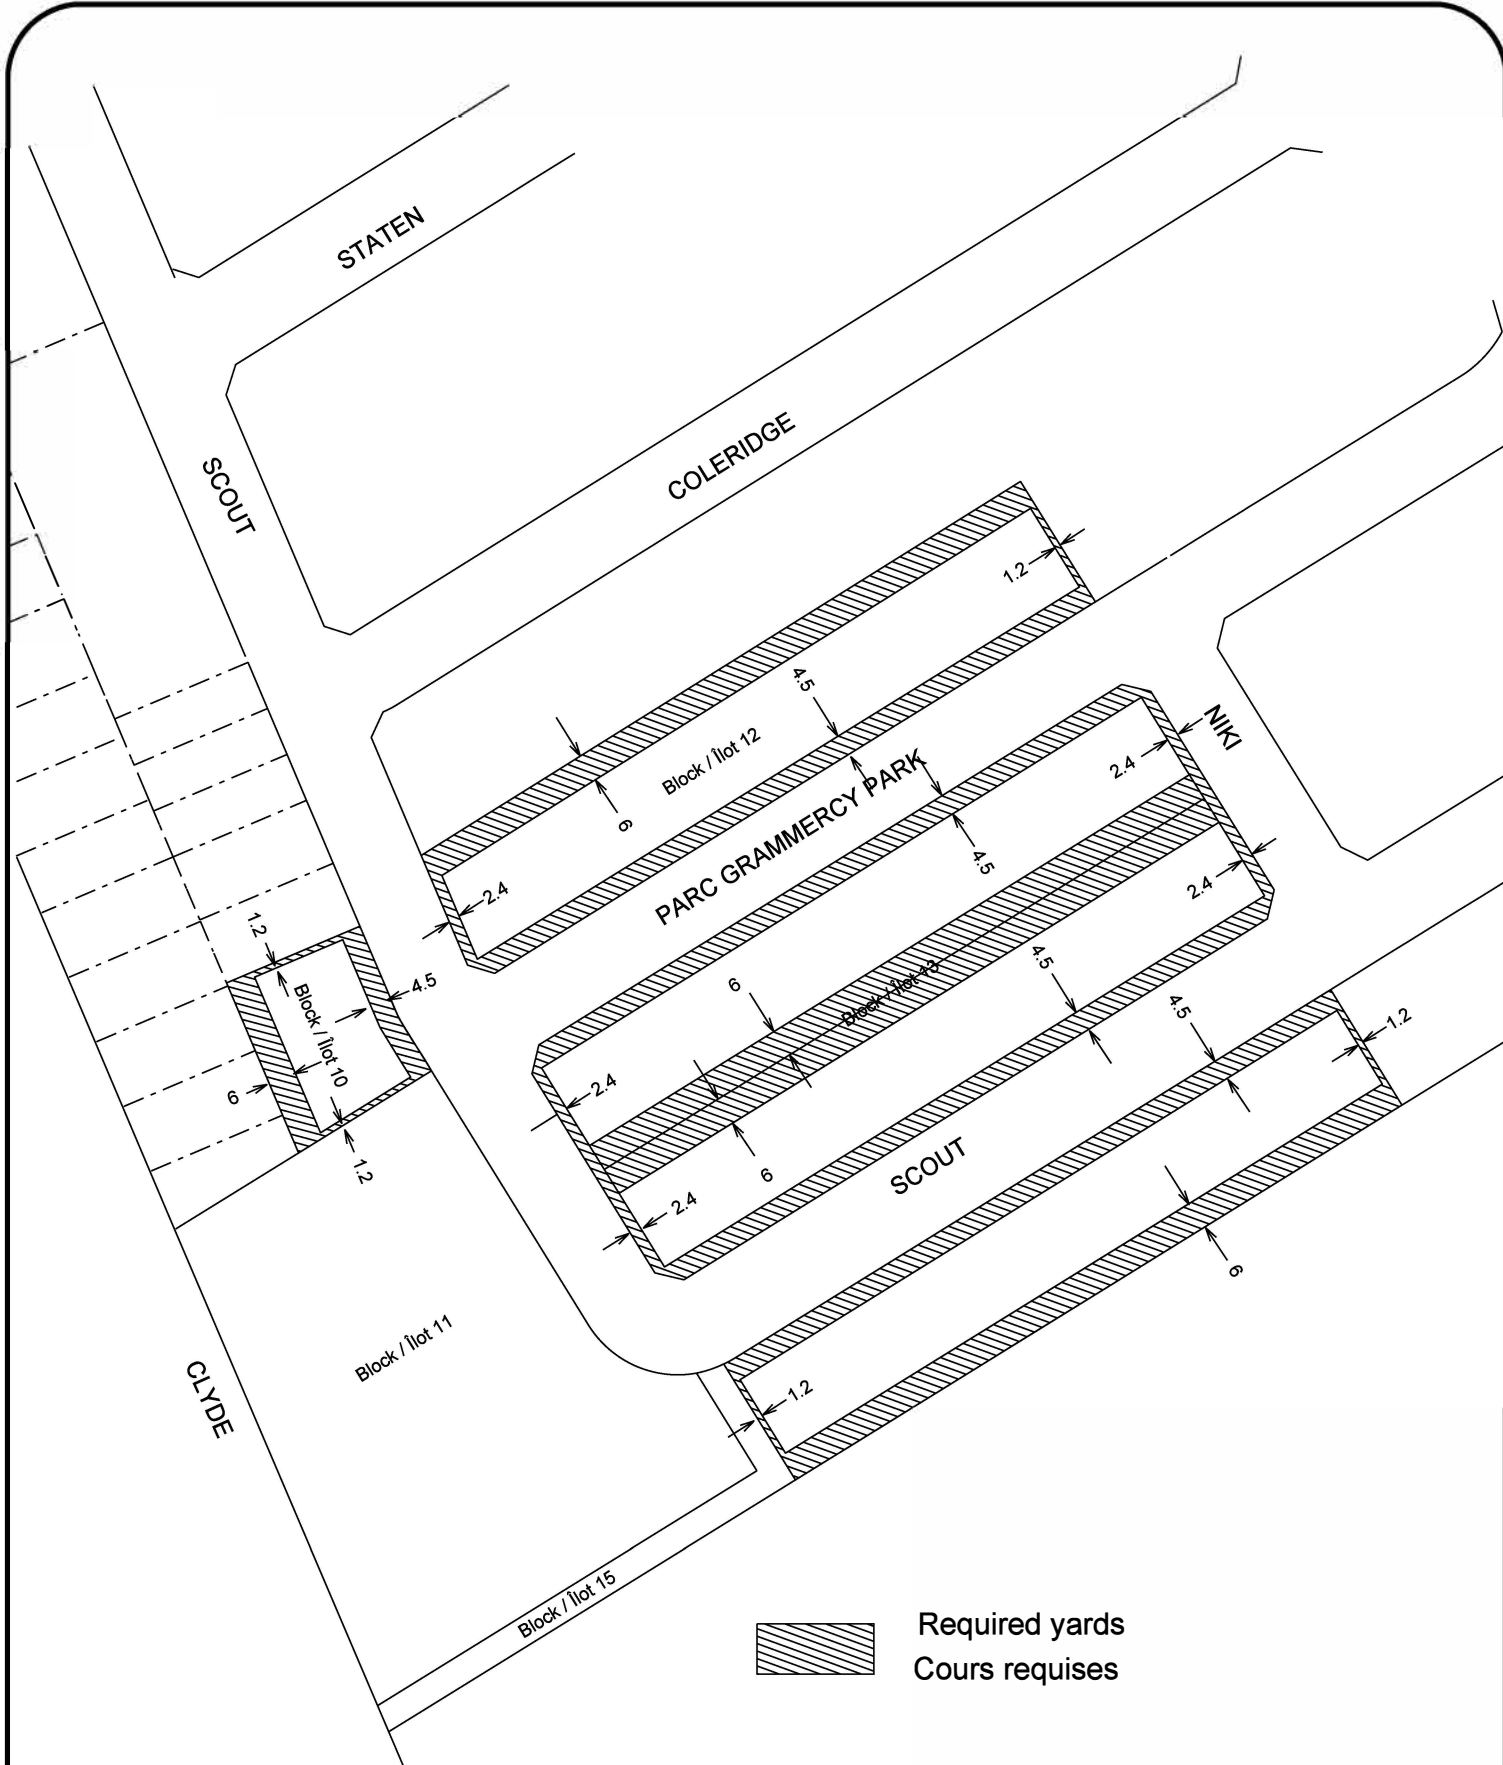 STATEN
SCOUT
COLERIDGE
1.2
4.5
Block / Îlot 12
NIKI
6
2.4
PARC GRAMMERCY PARK
4.5
2.4
2.4
1.2
4.5
Block / Îlot 10
6
1.2
6
Block / Îlot 13
4.5
4.5
1.2
2.4
6
2.4
SCOUT
6
Block / Îlot 11
CLYDE
1.2
Block / Îlot 15
Required yards
Cours requises